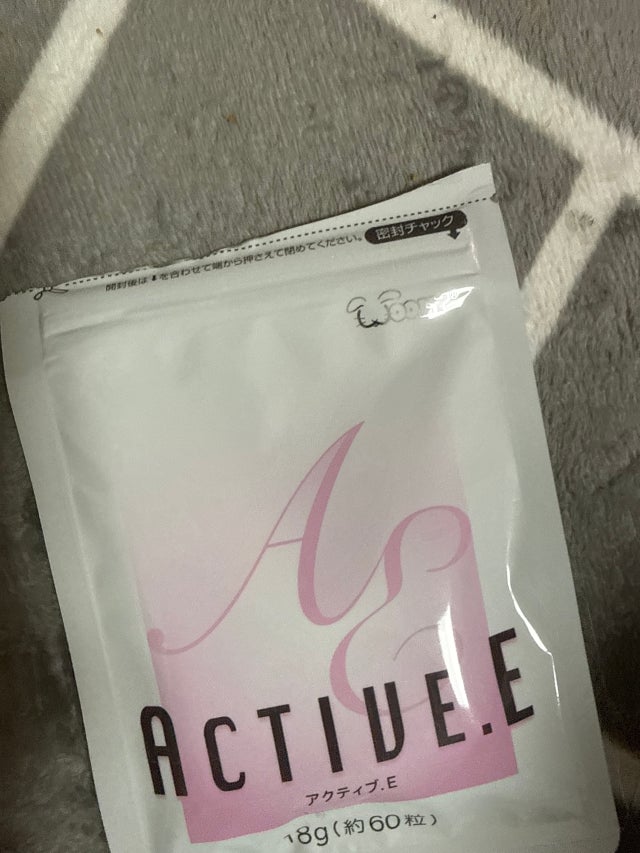 密封チャック
開封後は⬇を合わせて端から押さえて閉めてください。
AE
ACTIVE.E
アクティブ.E
18g(約60粒)